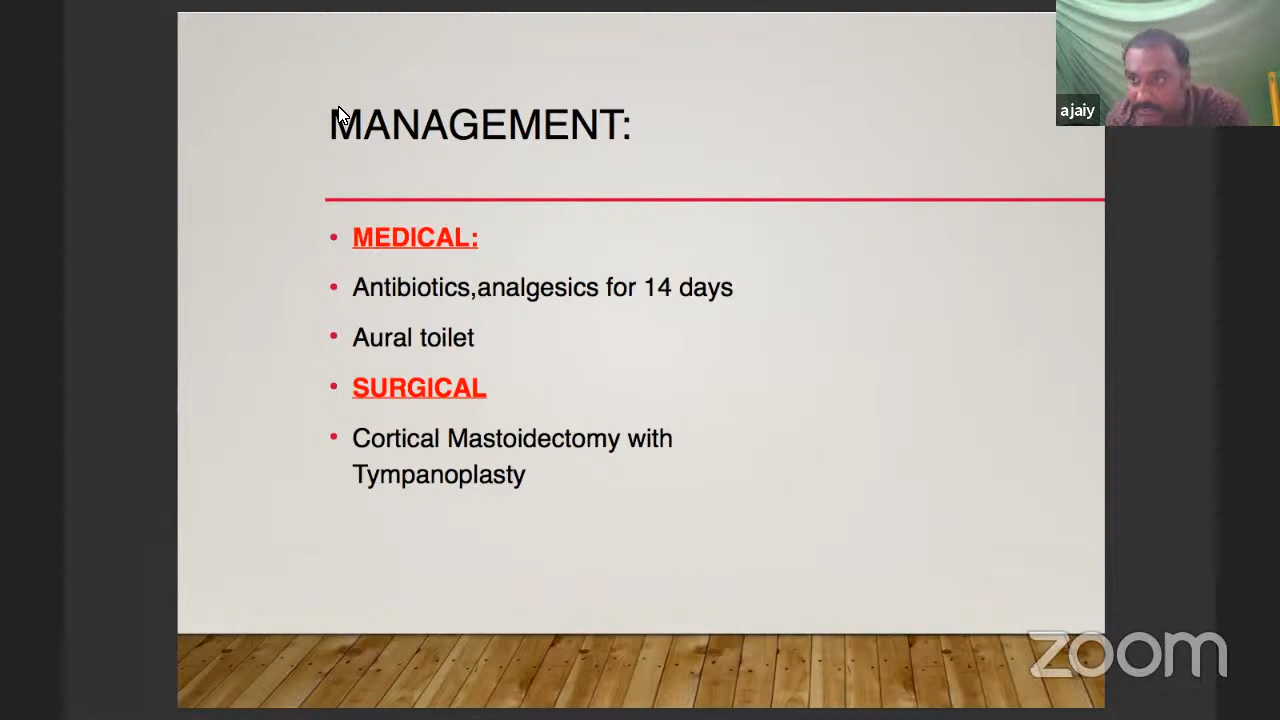 MANAGEMENT:
MEDICAL:
Antibiotics,analgesics for 14 days
Aural toilet
SURGICAL
Cortical Mastoidectomy with
Tympanoplasty
ajaiy
zoom